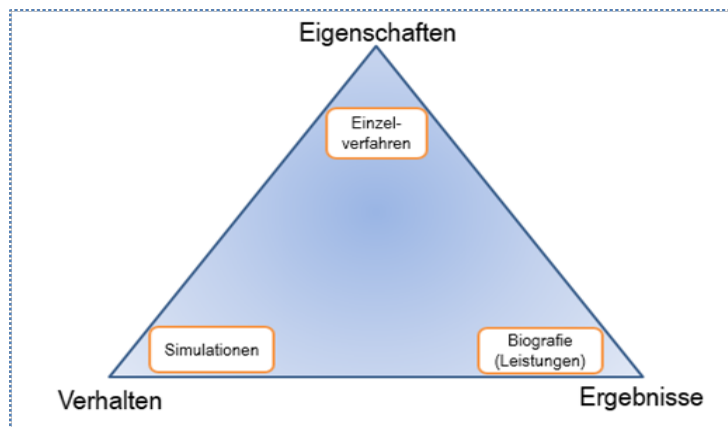 Eigenschaften
Einzel-
verfahren
Simulationen
Biografie
(Leistungen)
Verhalten
Ergebnisse